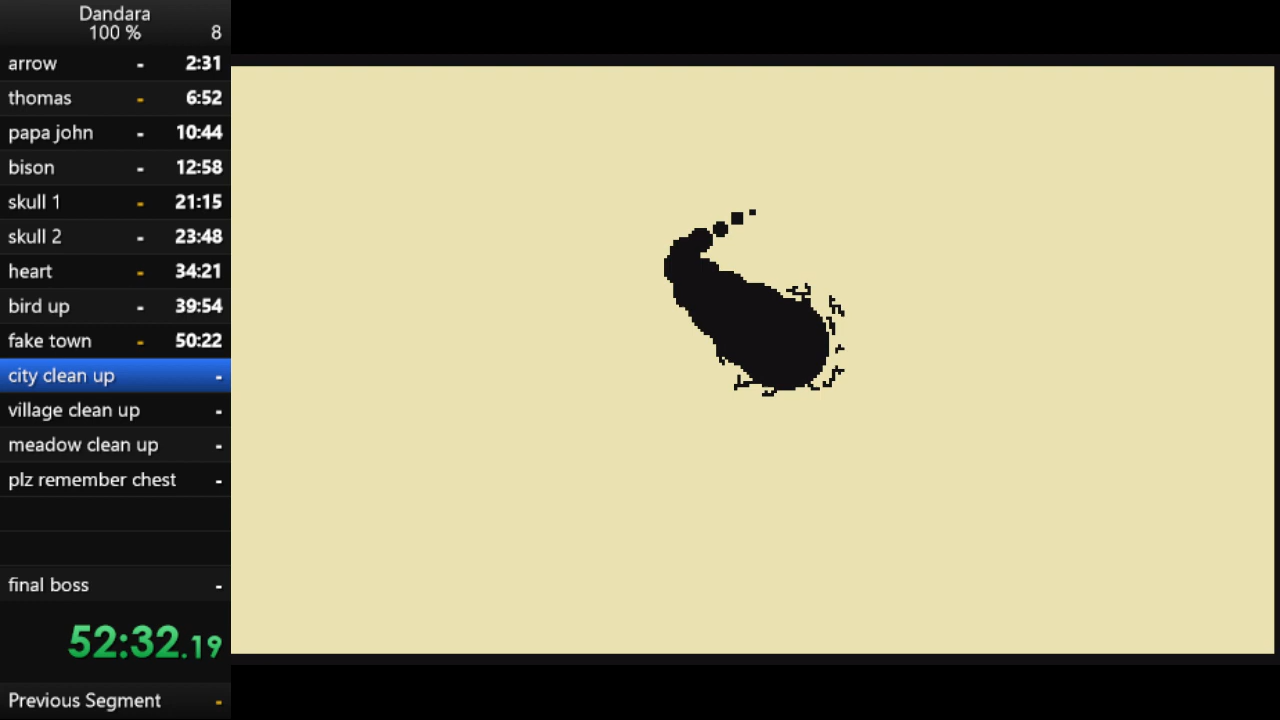 Dandara
100 % 8
arrow - 2:31
thomas - 6:52
papa john - 10:44
bison - 12:58
skull 1 - 21:15
skull 2 - 23:48
heart - 34:21
bird up - 39:54
fake town - 50:22
city clean up -
village clean up -
meadow clean up -
plz remember chest -
final boss -
52:32.19
Previous Segment -